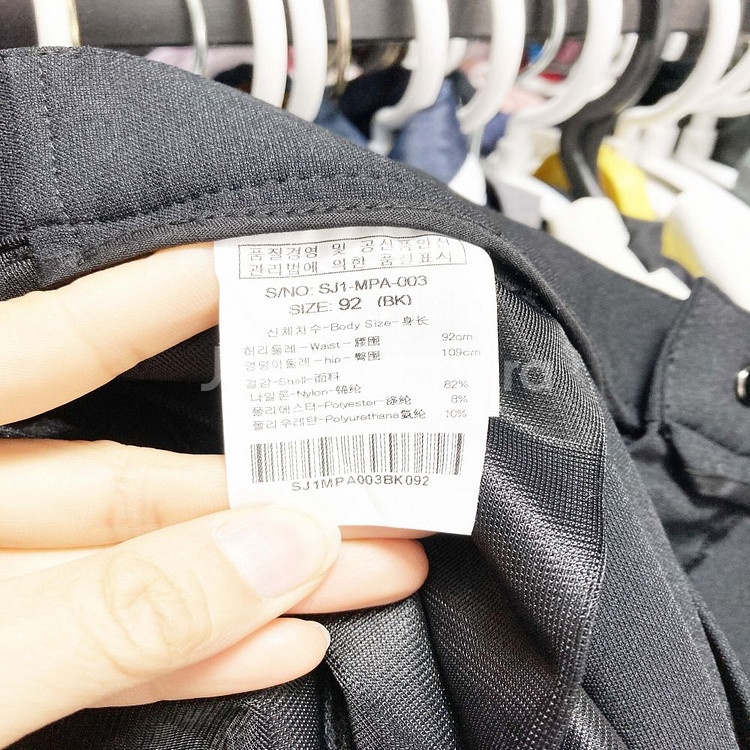 품질경영 및 공산품안전
관리법에 의한 품질표시
S/NO: SJ1-MPA-003
SIZE: 92 (BK)
신체치수-Body Size-身长
허리둘레-Waist-腰围 92cm
엉덩이둘레-hip-臀围 109cm
겉감-Shall-面料
나일론-Nylon-锦纶 82%
폴리에스터-Polyester-涤纶 8%
폴리우레탄-Polyurethane氨纶 10%
SJ1MPA003BK092